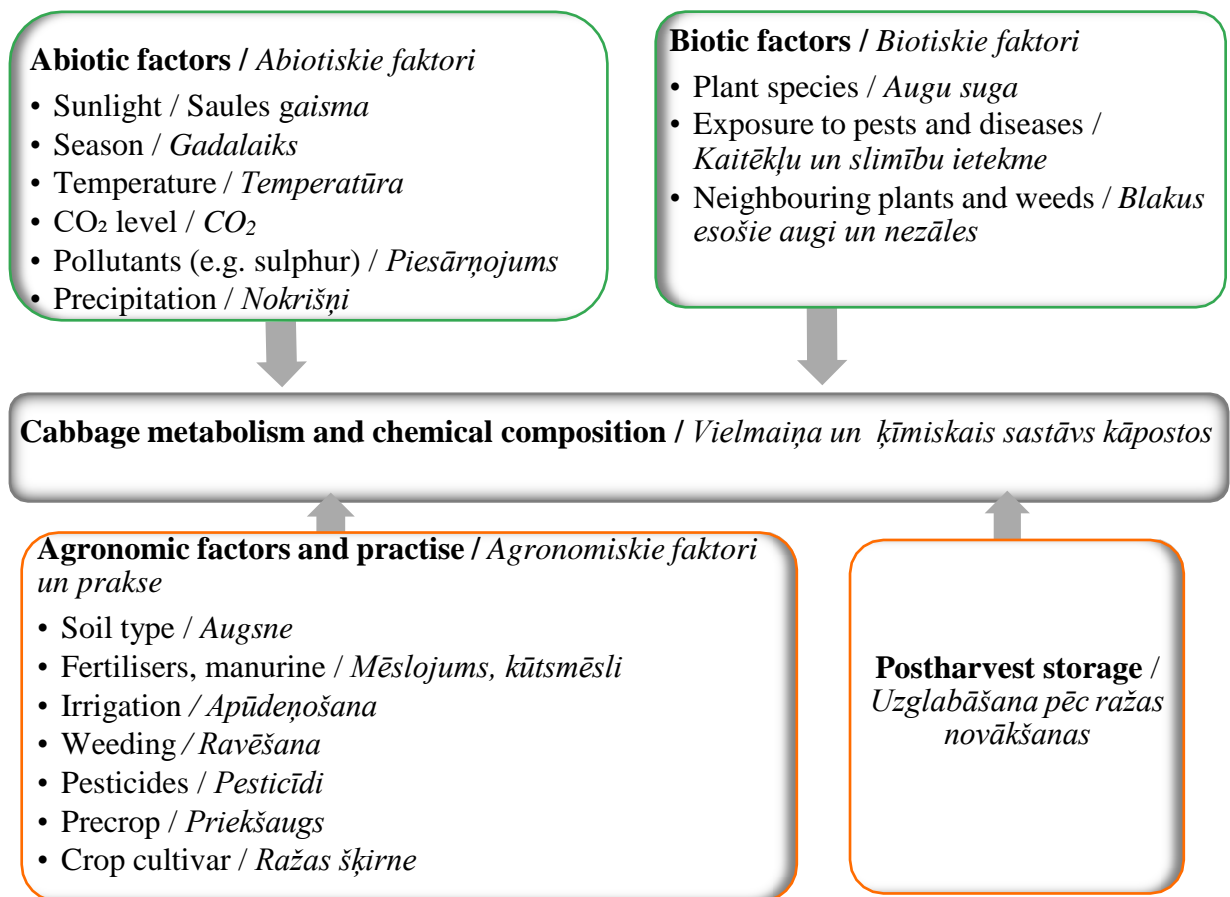 Abiotic factors / Abiotiskie faktori
• Sunlight / Saules gaisma
• Season / Gadalaiks
• Temperature / Temperatūra
• CO₂ level / CO₂
• Pollutants (e.g. sulphur) / Piesārņojums
• Precipitation / Nokrišņi
Biotic factors / Biotiskie faktori
• Plant species / Augu suga
• Exposure to pests and diseases /
Kaitēkļu un slimību ietekme
• Neighbouring plants and weeds / Blakus
esošie augi un nezāles
Cabbage metabolism and chemical composition / Vielmaiņa un ķīmiskais sastāvs kāpostos
Agronomic factors and practise / Agronomiskie faktori
un prakse
• Soil type / Augsne
• Fertilisers, manurine / Mēslojums, kūtsmēsli
• Irrigation / Apūdeņošana
• Weeding / Ravēšana
• Pesticides / Pesticīdi
• Precrop / Priekšaugs
• Crop cultivar / Ražas šķirne
Postharvest storage /
Uzglabāšana pēc ražas
novākšanas